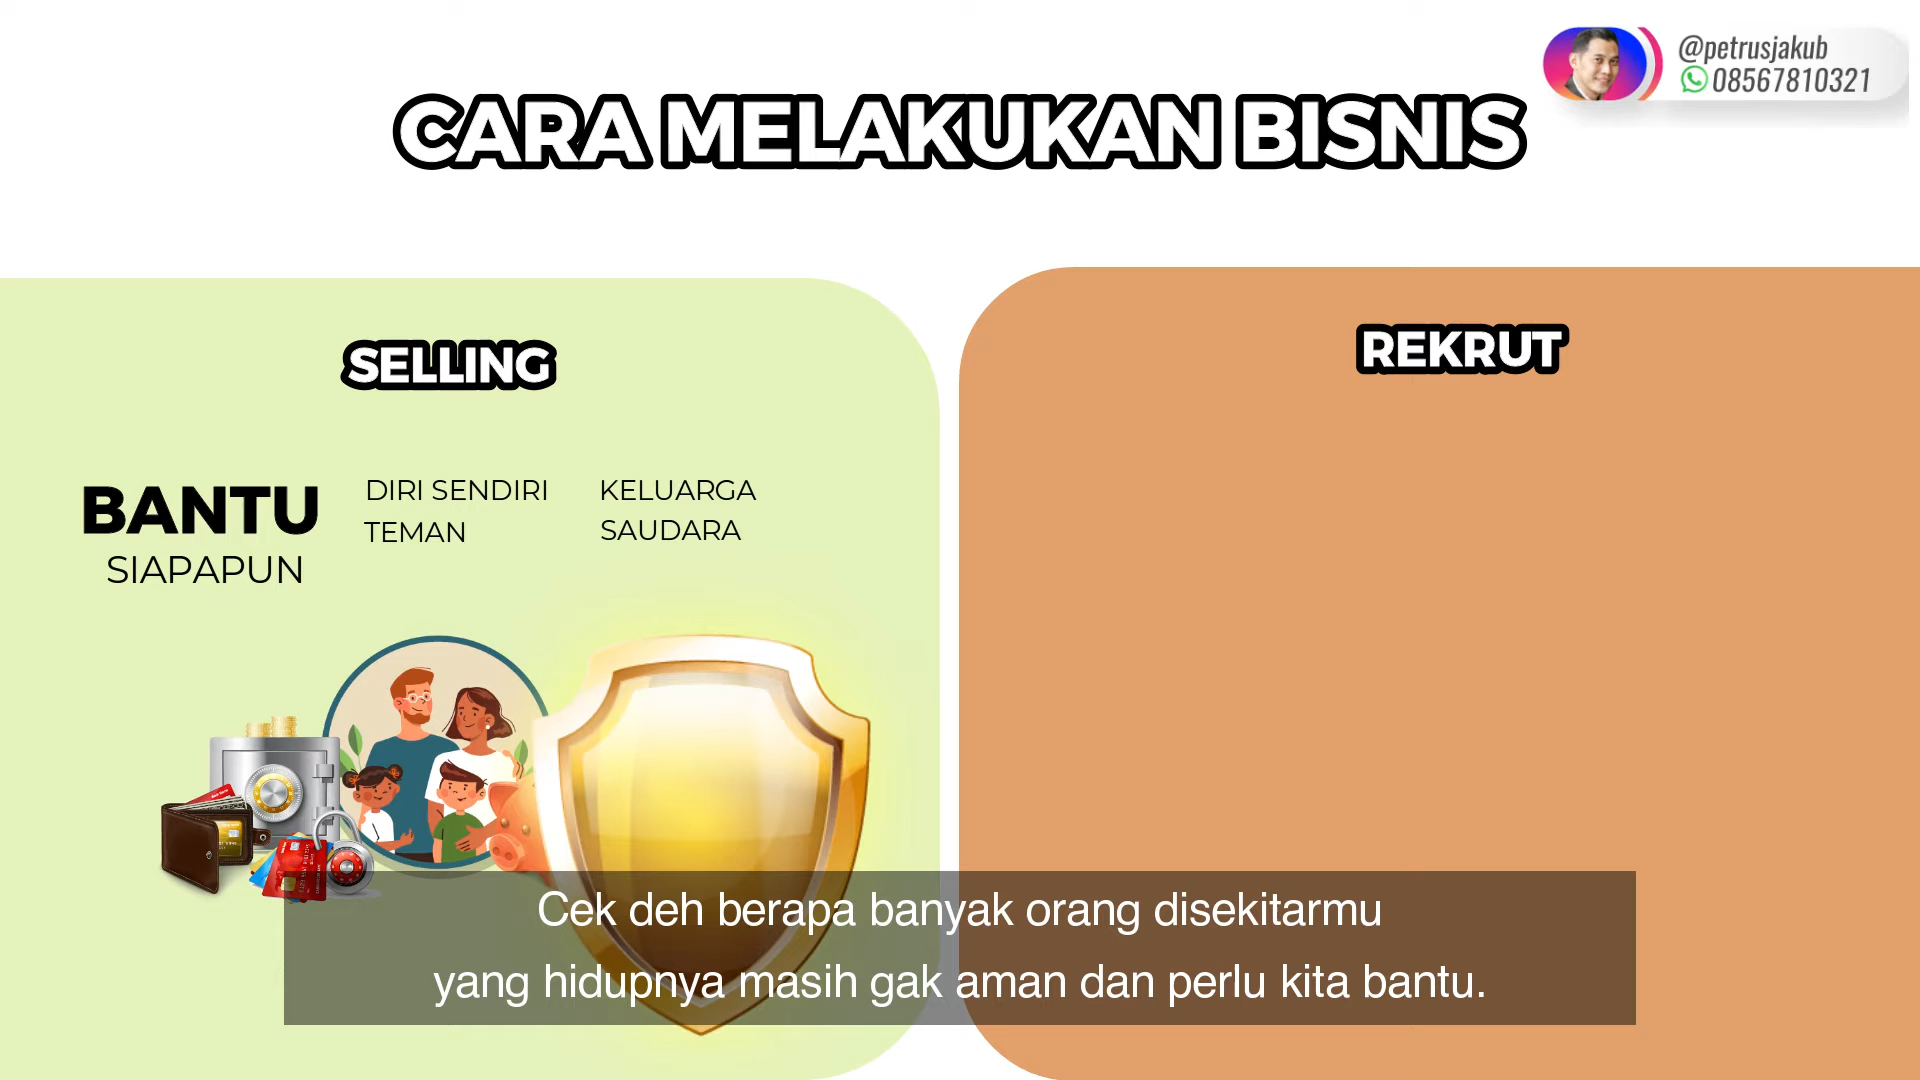 @petrusjakub
08567810321
CARA MELAKUKAN BISNIS
SELLING
BANTU
SIAPAPUN
DIRI SENDIRI
TEMAN
KELUARGA
SAUDARA
REKRUT
Cek deh berapa banyak orang disekitarmu
yang hidupnya masih gak aman dan perlu kita bantu.